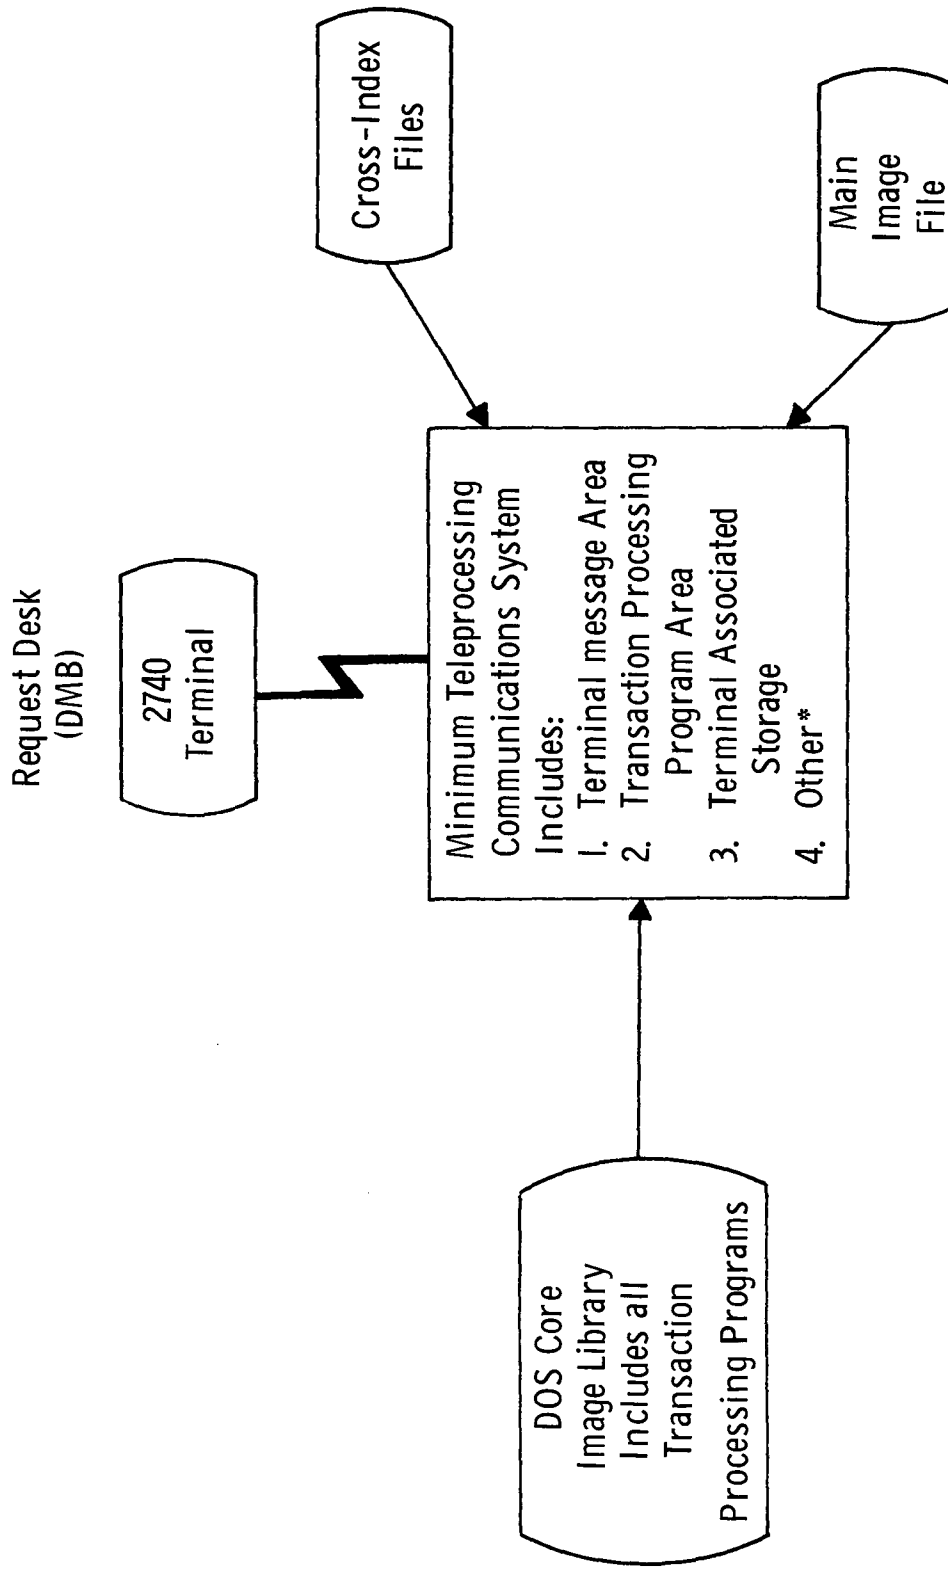 Request Desk
(DMB)
2740
Terminal
Cross-Index
Files
Minimum Teleprocessing
Communications System
Includes:
1. Terminal message Area
2. Transaction Processing
Program Area
3. Terminal Associated
Storage
4. Other*
Main
Image
File
DOS Core
Image Library
Includes all
Transaction
Processing Programs